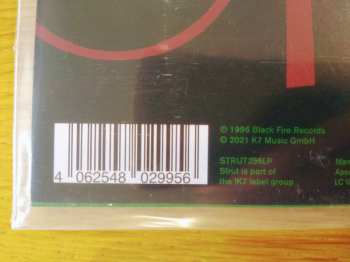 ℗ 1996 Black Fire Records
© 2021 K7 Music GmbH
STRUT256LP
Strut is part of
the !K7 label group
4 062548 029956